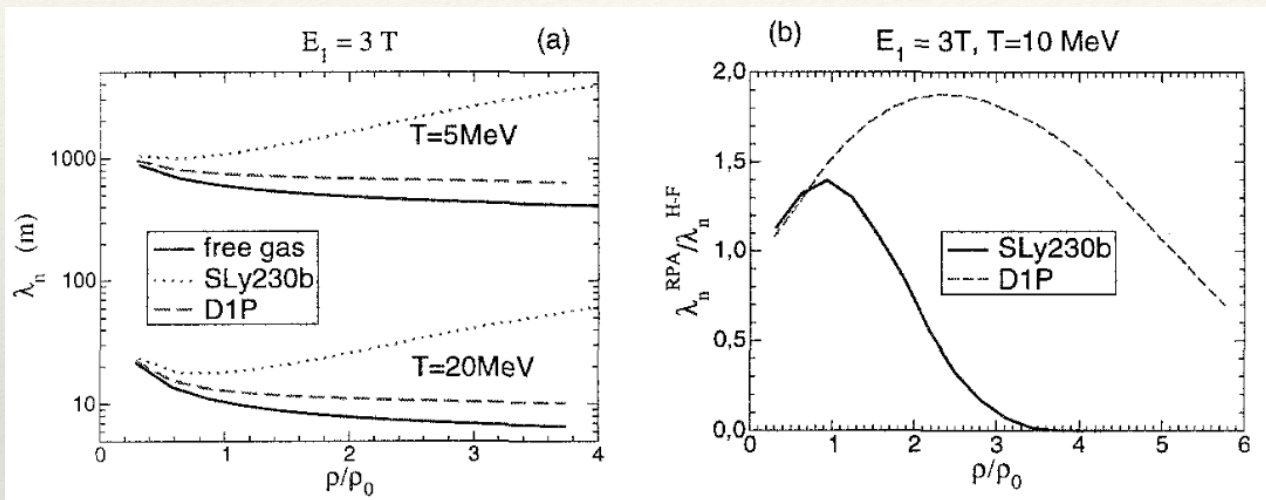 E₁ = 3 T (a)
1000
100
10
λₙ (m)
T=5MeV
free gas
SLy230b
D1P
T=20MeV
1 2 3 4
ρ/ρ₀
(b) E₁ = 3T, T=10 MeV
2,0
1,5
1,0
0,5
0,0
λₙᴿᴾᴬ/λₙᴴ⁻ᶠ
SLy230b
D1P
0 1 2 3 4 5 6
ρ/ρ₀